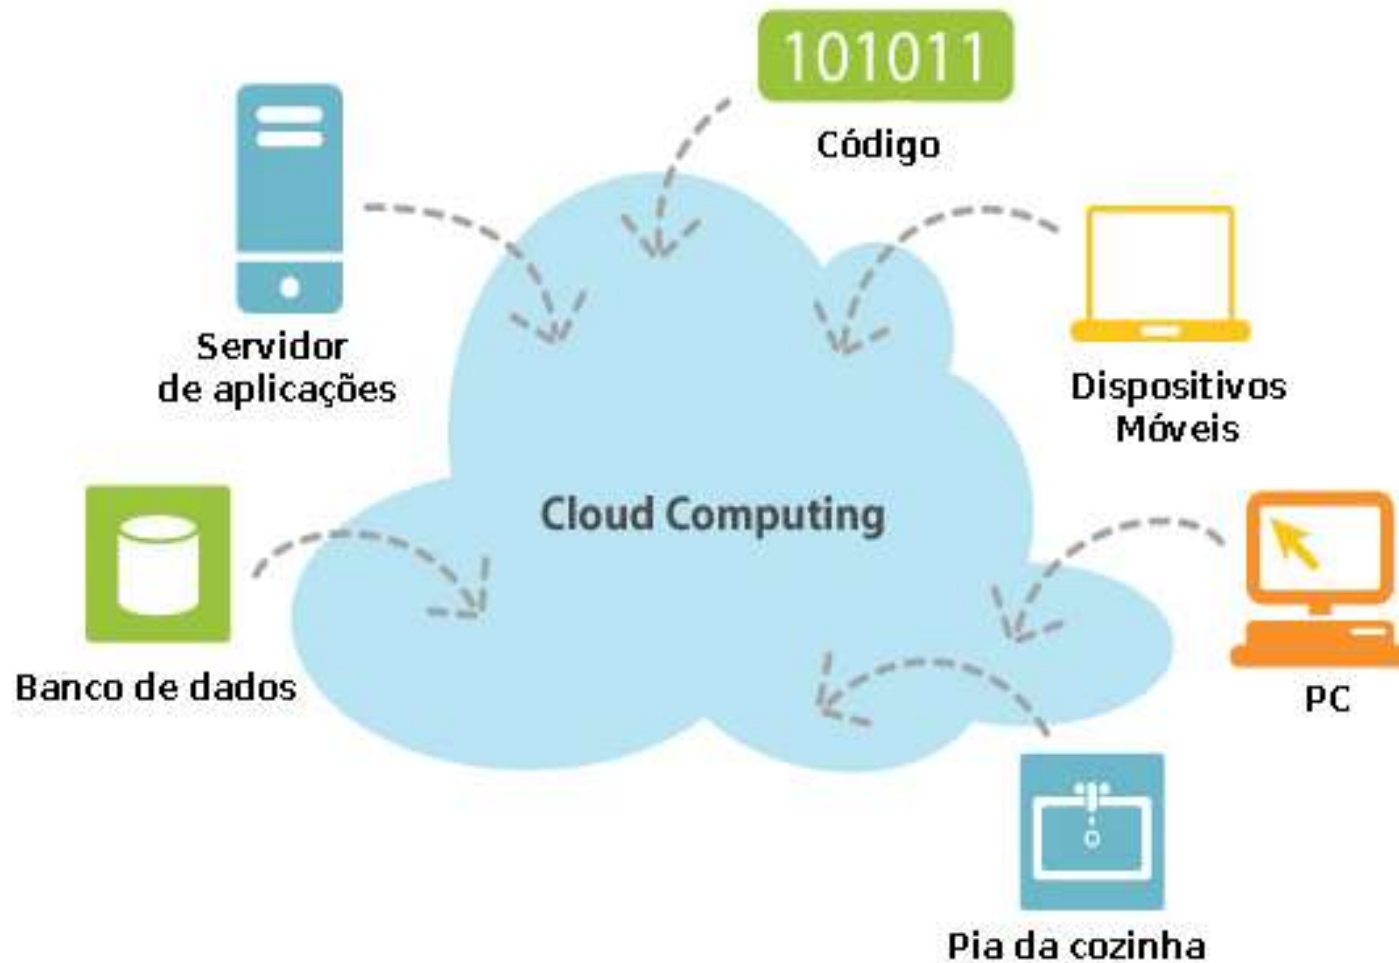 101011
Código
Servidor
de aplicações
Dispositivos
Móveis
Cloud Computing
Banco de dados
PC
Pia da cozinha